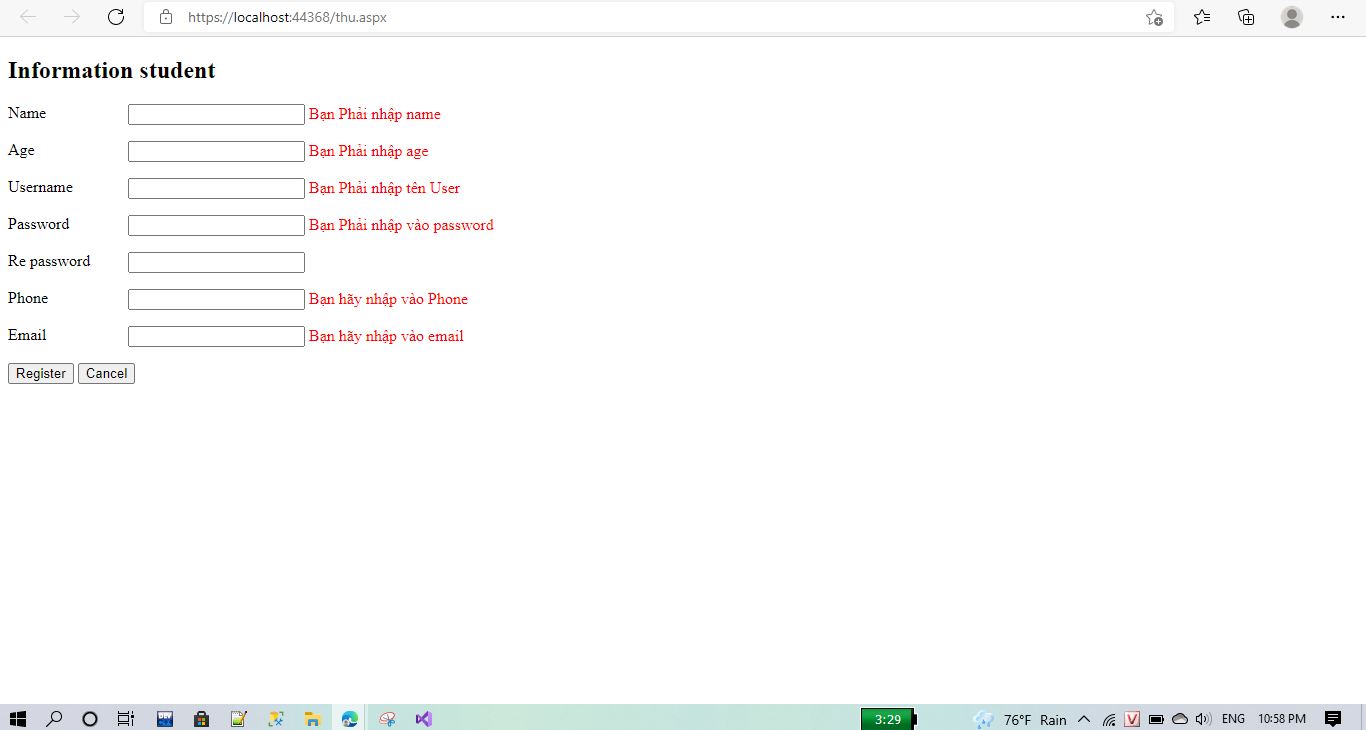 https://localhost:44368/thu.aspx
Information student
Name Bạn Phải nhập name
Age Bạn Phải nhập age
Username Bạn Phải nhập tên User
Password Bạn Phải nhập vào password
Re password
Phone Bạn hãy nhập vào Phone
Email Bạn hãy nhập vào email
Register Cancel
DEV 3:29 76°F Rain V ENG 10:58 PM